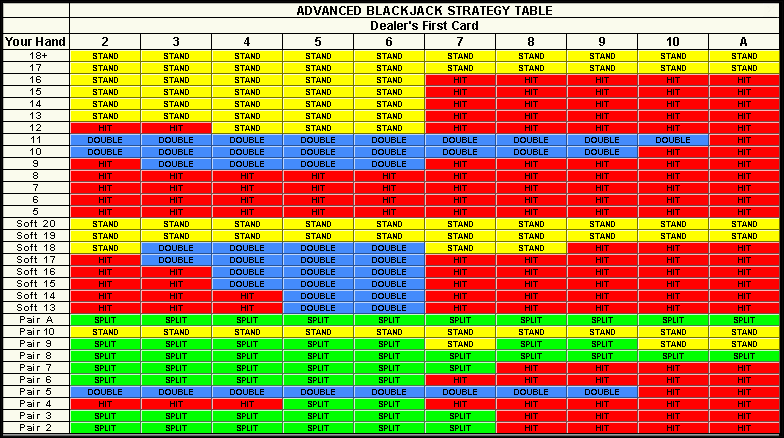 ADVANCED BLACKJACK STRATEGY TABLE
Dealer's First Card
Your Hand 2 3 4 5 6 7 8 9 10 A
18+ STAND STAND STAND STAND STAND STAND STAND STAND STAND STAND
17 STAND STAND STAND STAND STAND STAND STAND STAND STAND STAND
16 STAND STAND STAND STAND STAND HIT HIT HIT HIT HIT
15 STAND STAND STAND STAND STAND HIT HIT HIT HIT HIT
14 STAND STAND STAND STAND STAND HIT HIT HIT HIT HIT
13 STAND STAND STAND STAND STAND HIT HIT HIT HIT HIT
12 HIT HIT STAND STAND STAND HIT HIT HIT HIT HIT
11 DOUBLE DOUBLE DOUBLE DOUBLE DOUBLE DOUBLE DOUBLE DOUBLE DOUBLE HIT
10 DOUBLE DOUBLE DOUBLE DOUBLE DOUBLE DOUBLE DOUBLE DOUBLE HIT HIT
9 HIT DOUBLE DOUBLE DOUBLE DOUBLE HIT HIT HIT HIT HIT
8 HIT HIT HIT HIT HIT HIT HIT HIT HIT HIT
7 HIT HIT HIT HIT HIT HIT HIT HIT HIT HIT
6 HIT HIT HIT HIT HIT HIT HIT HIT HIT HIT
5 HIT HIT HIT HIT HIT HIT HIT HIT HIT HIT
Soft 20 STAND STAND STAND STAND STAND STAND STAND STAND STAND STAND
Soft 19 STAND STAND STAND STAND STAND STAND STAND STAND STAND STAND
Soft 18 STAND DOUBLE DOUBLE DOUBLE DOUBLE STAND STAND HIT HIT HIT
Soft 17 HIT DOUBLE DOUBLE DOUBLE DOUBLE HIT HIT HIT HIT HIT
Soft 16 HIT HIT DOUBLE DOUBLE DOUBLE HIT HIT HIT HIT HIT
Soft 15 HIT HIT DOUBLE DOUBLE DOUBLE HIT HIT HIT HIT HIT
Soft 14 HIT HIT HIT DOUBLE DOUBLE HIT HIT HIT HIT HIT
Soft 13 HIT HIT HIT DOUBLE DOUBLE HIT HIT HIT HIT HIT
Pair A SPLIT SPLIT SPLIT SPLIT SPLIT SPLIT SPLIT SPLIT SPLIT SPLIT
Pair 10 STAND STAND STAND STAND STAND STAND STAND STAND STAND STAND
Pair 9 SPLIT SPLIT SPLIT SPLIT SPLIT STAND SPLIT SPLIT STAND STAND
Pair 8 SPLIT SPLIT SPLIT SPLIT SPLIT SPLIT SPLIT SPLIT SPLIT SPLIT
Pair 7 SPLIT SPLIT SPLIT SPLIT SPLIT SPLIT HIT HIT HIT HIT
Pair 6 SPLIT SPLIT SPLIT SPLIT SPLIT HIT HIT HIT HIT HIT
Pair 5 DOUBLE DOUBLE DOUBLE DOUBLE DOUBLE DOUBLE DOUBLE DOUBLE HIT HIT
Pair 4 HIT HIT HIT SPLIT SPLIT HIT HIT HIT HIT HIT
Pair 3 SPLIT SPLIT SPLIT SPLIT SPLIT SPLIT HIT HIT HIT HIT
Pair 2 SPLIT SPLIT SPLIT SPLIT SPLIT SPLIT HIT HIT HIT HIT